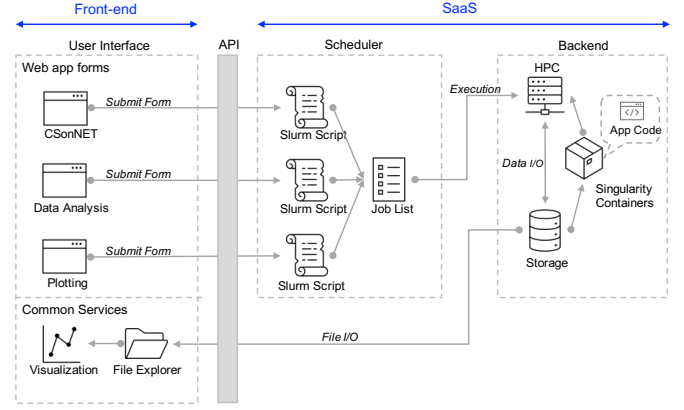 Front-end
SaaS
User Interface
API
Scheduler
Backend
Web app forms
HPC
Submit Form
Execution
CSonNET
Slurm Script
</>
App Code
Submit Form
Data I/O
Data Analysis
Slurm Script
Job List
Singularity
Containers
Submit Form
Plotting
Slurm Script
Storage
Common Services
File I/O
Visualization
File Explorer